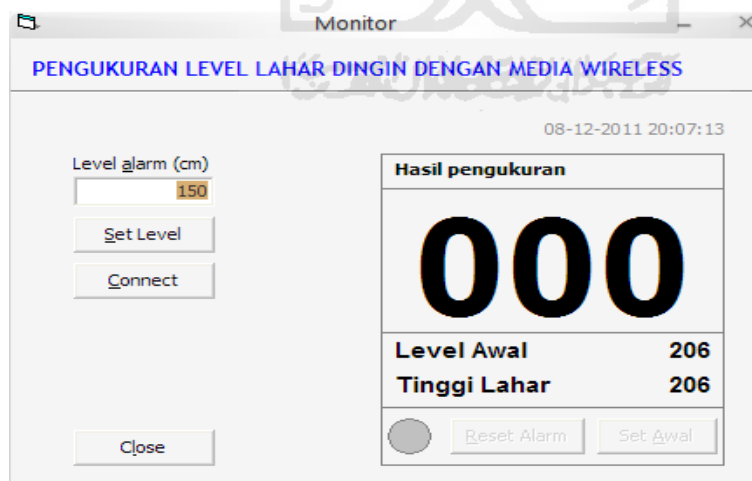 Monitor
PENGUKURAN LEVEL LAHAR DINGIN DENGAN MEDIA WIRELESS
08-12-2011 20:07:13
Level alarm (cm)
150
Set Level
Connect
Close
Hasil pengukuran
000
Level Awal 206
Tinggi Lahar 206
Reset Alarm Set Awal